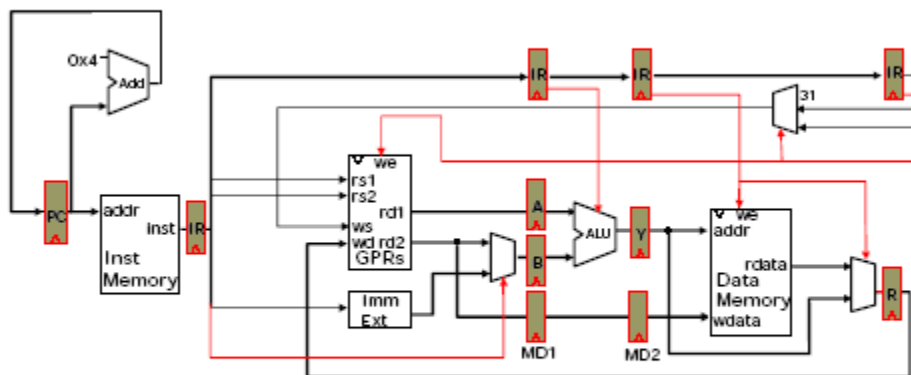 0x4
Add
IR
IR
IR
31
we
rs1
rs2
rd1
ws
wd rd2
GPRs
A
ALU
Y
B
we
addr
rdata
Data
Memory
wdata
R
PC
addr
inst
Inst
Memory
IR
Imm
Ext
MD1
MD2